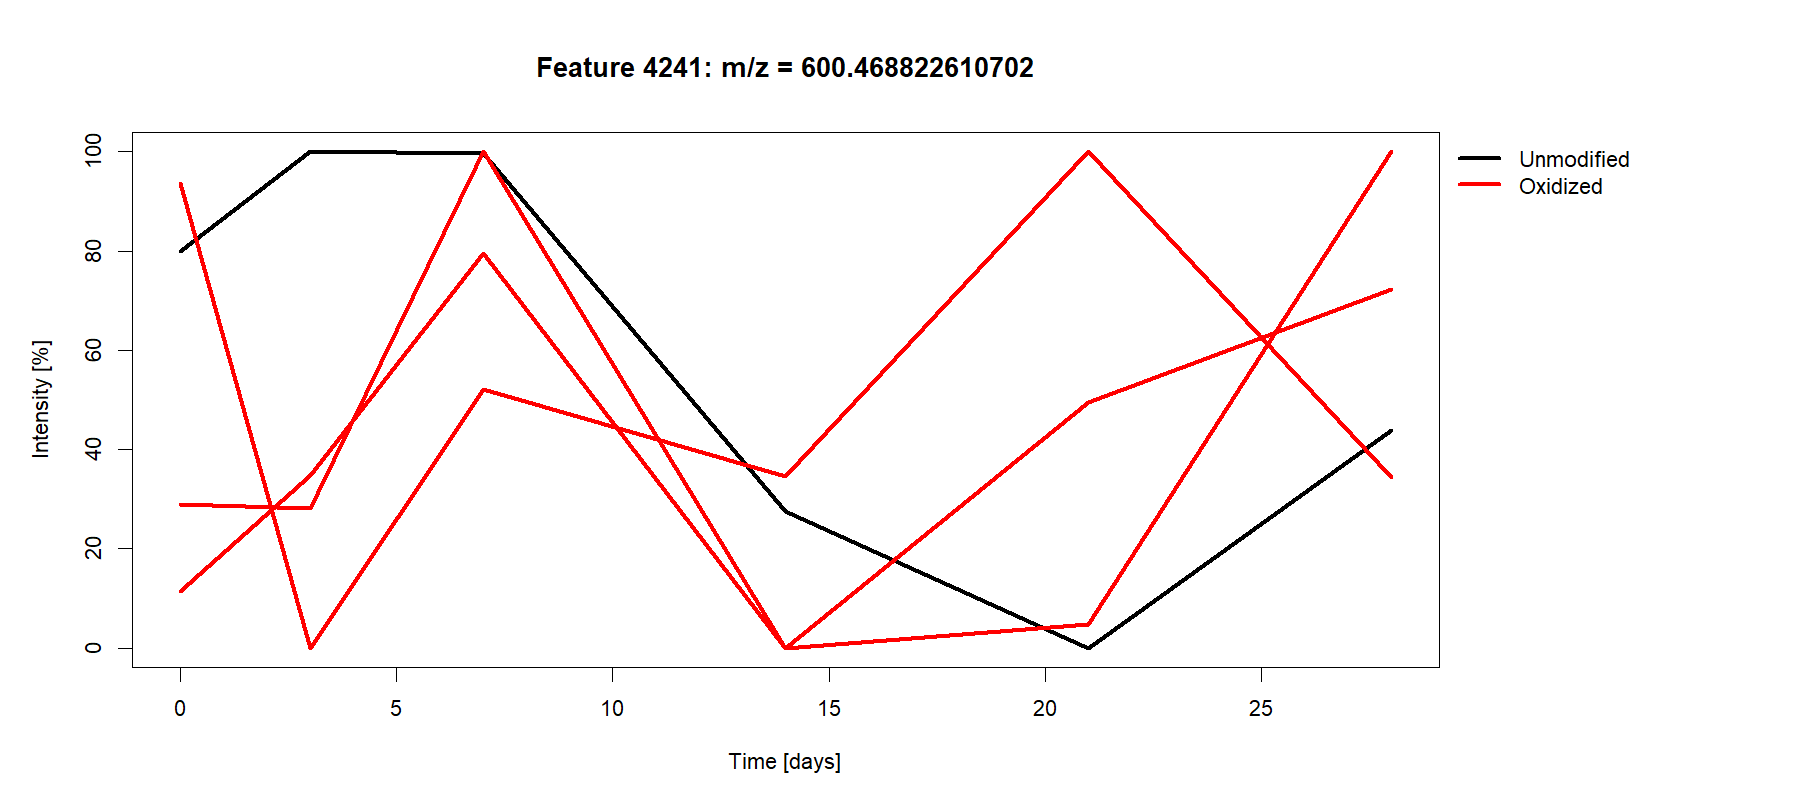 Feature 4241: m/z = 600.468822610702
Unmodified
Oxidized
Intensity [%]
100
80
60
40
20
0
0 5 10 15 20 25
Time [days]